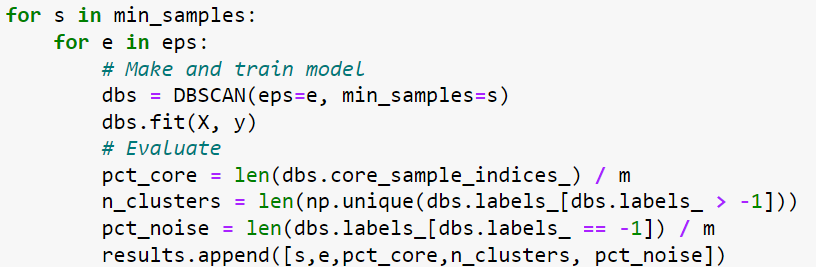 for s in min_samples:
    for e in eps:
        # Make and train model
        dbs = DBSCAN(eps=e, min_samples=s)
        dbs.fit(X, y)
        # Evaluate
        pct_core = len(dbs.core_sample_indices_) / m
        n_clusters = len(np.unique(dbs.labels_[dbs.labels_ > -1]))
        pct_noise = len(dbs.labels_[dbs.labels_ == -1]) / m
        results.append([s,e,pct_core,n_clusters, pct_noise])